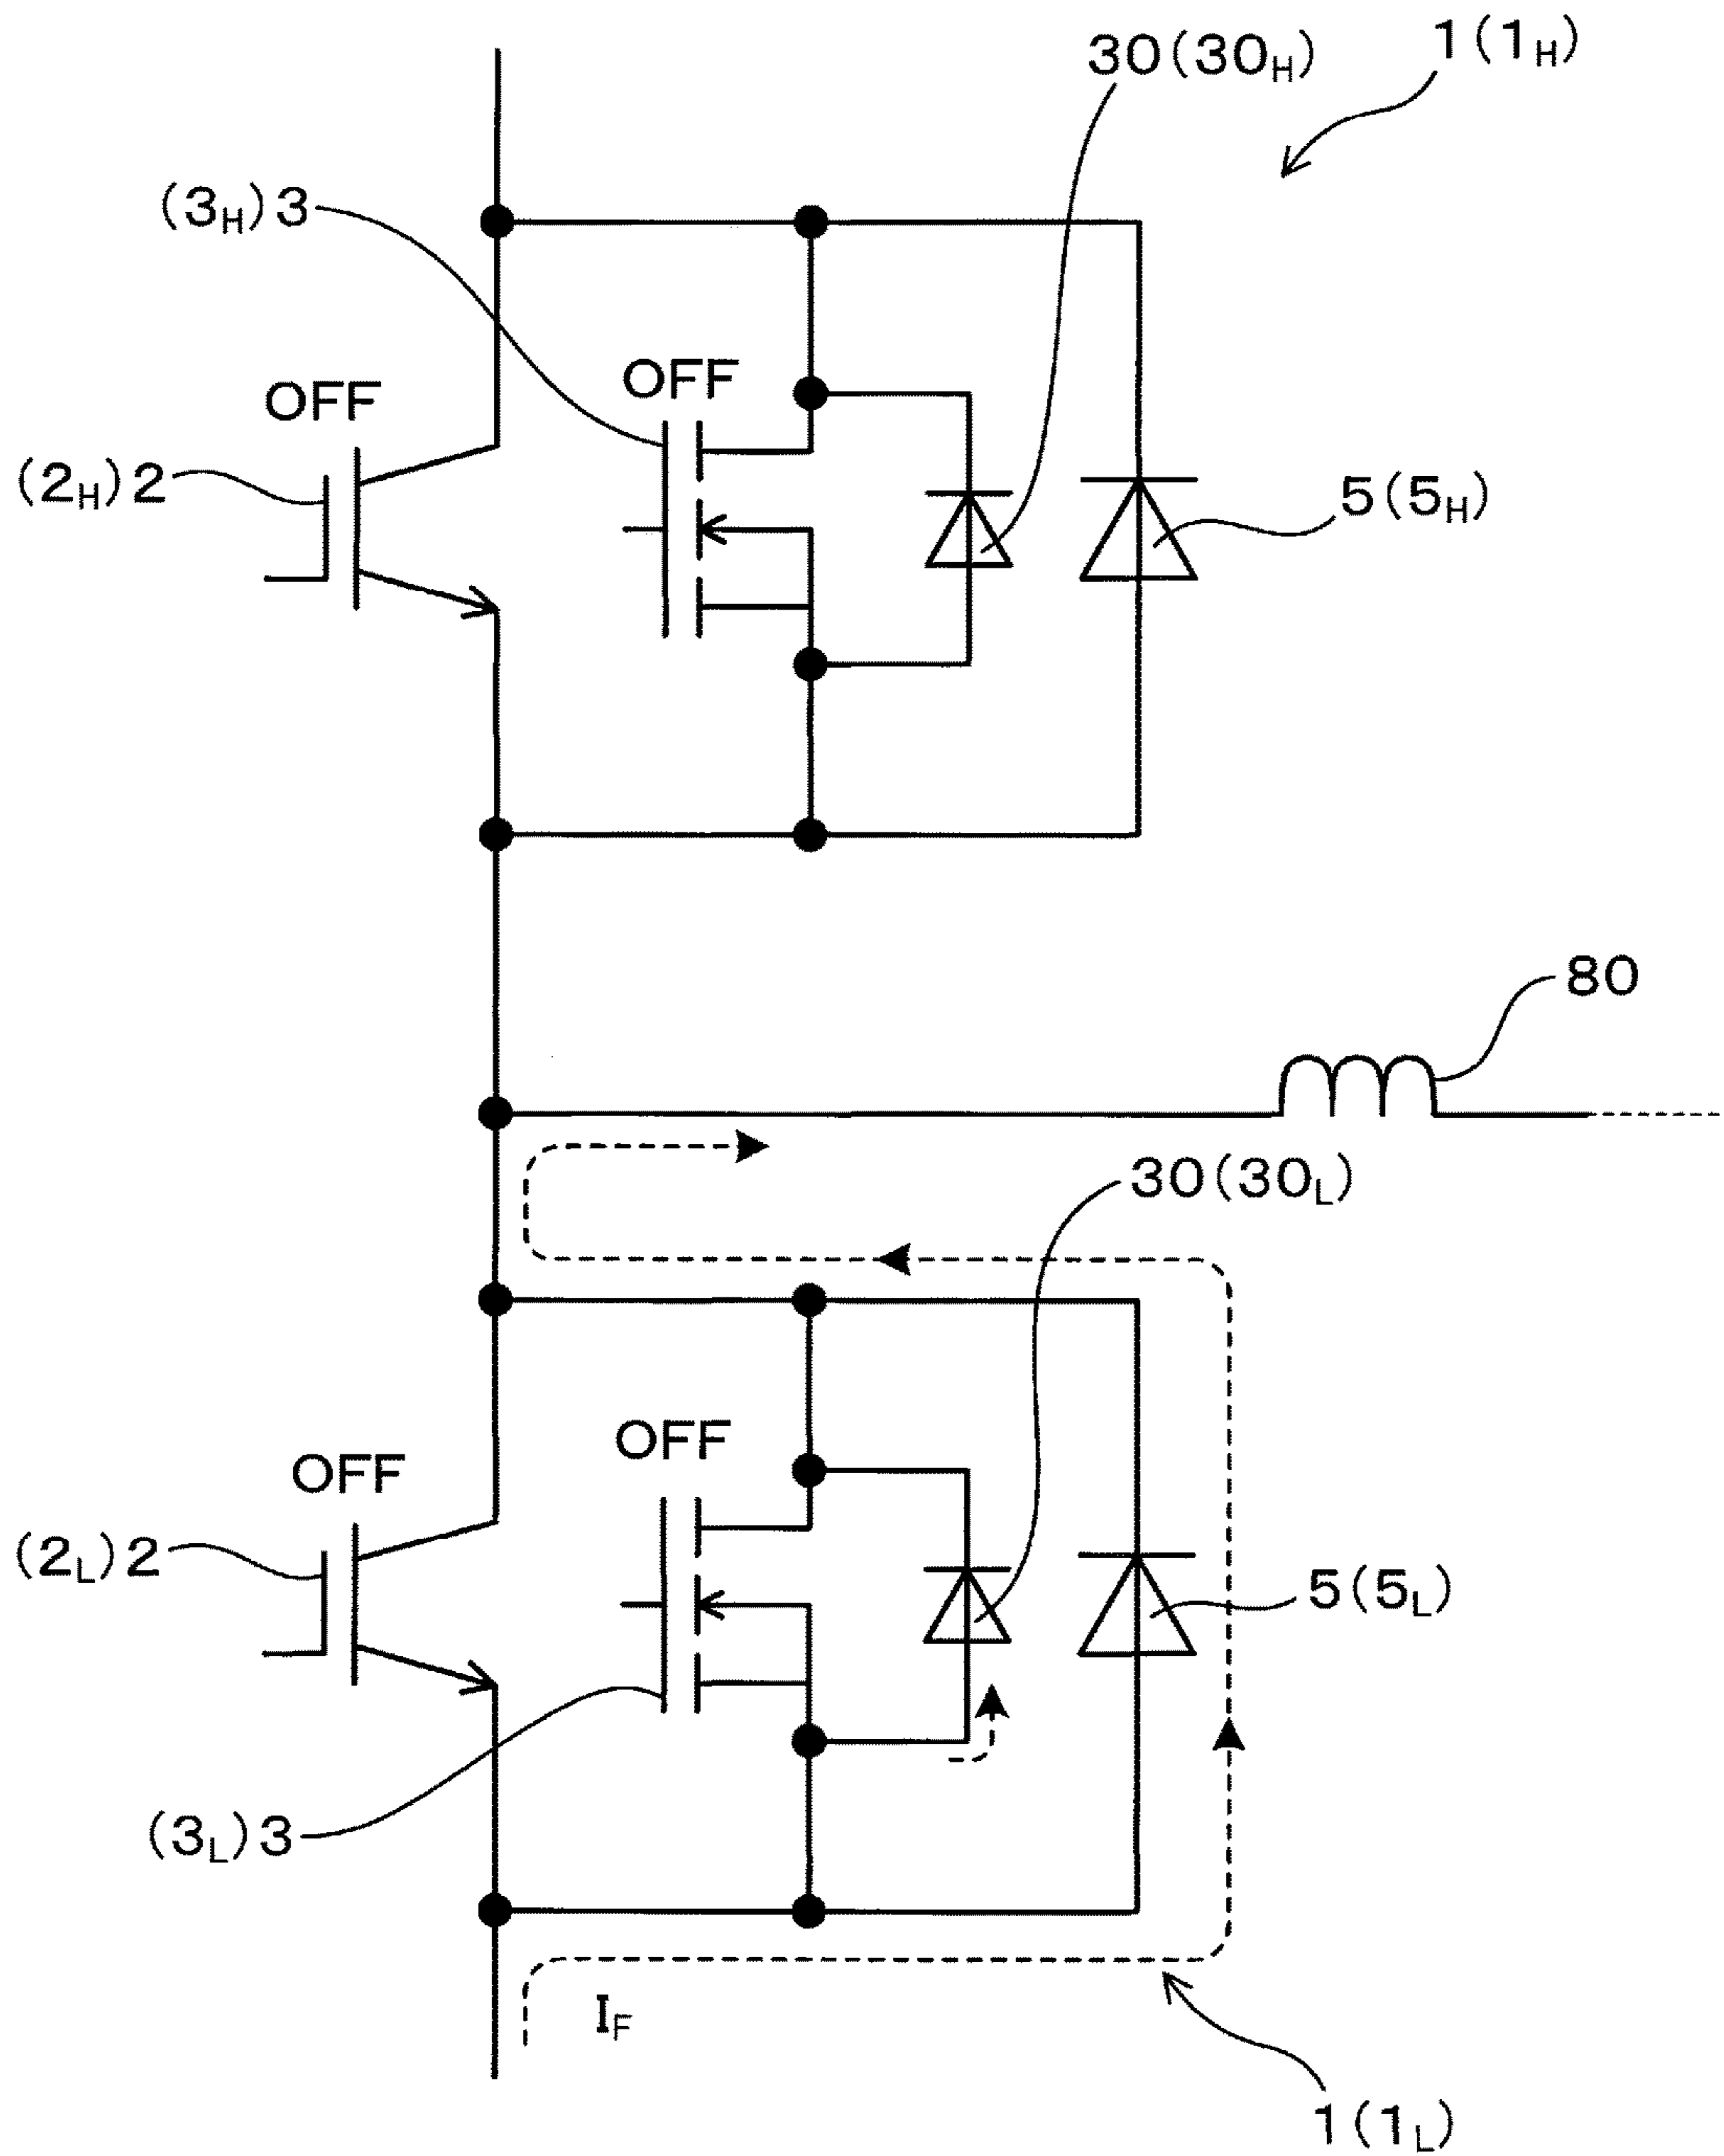 1(1H)
30(30H)
(3H)3
OFF
OFF
(2H)2
5(5H)
80
30(30L)
OFF
OFF
(2L)2
5(5L)
(3L)3
IF
1(1L)